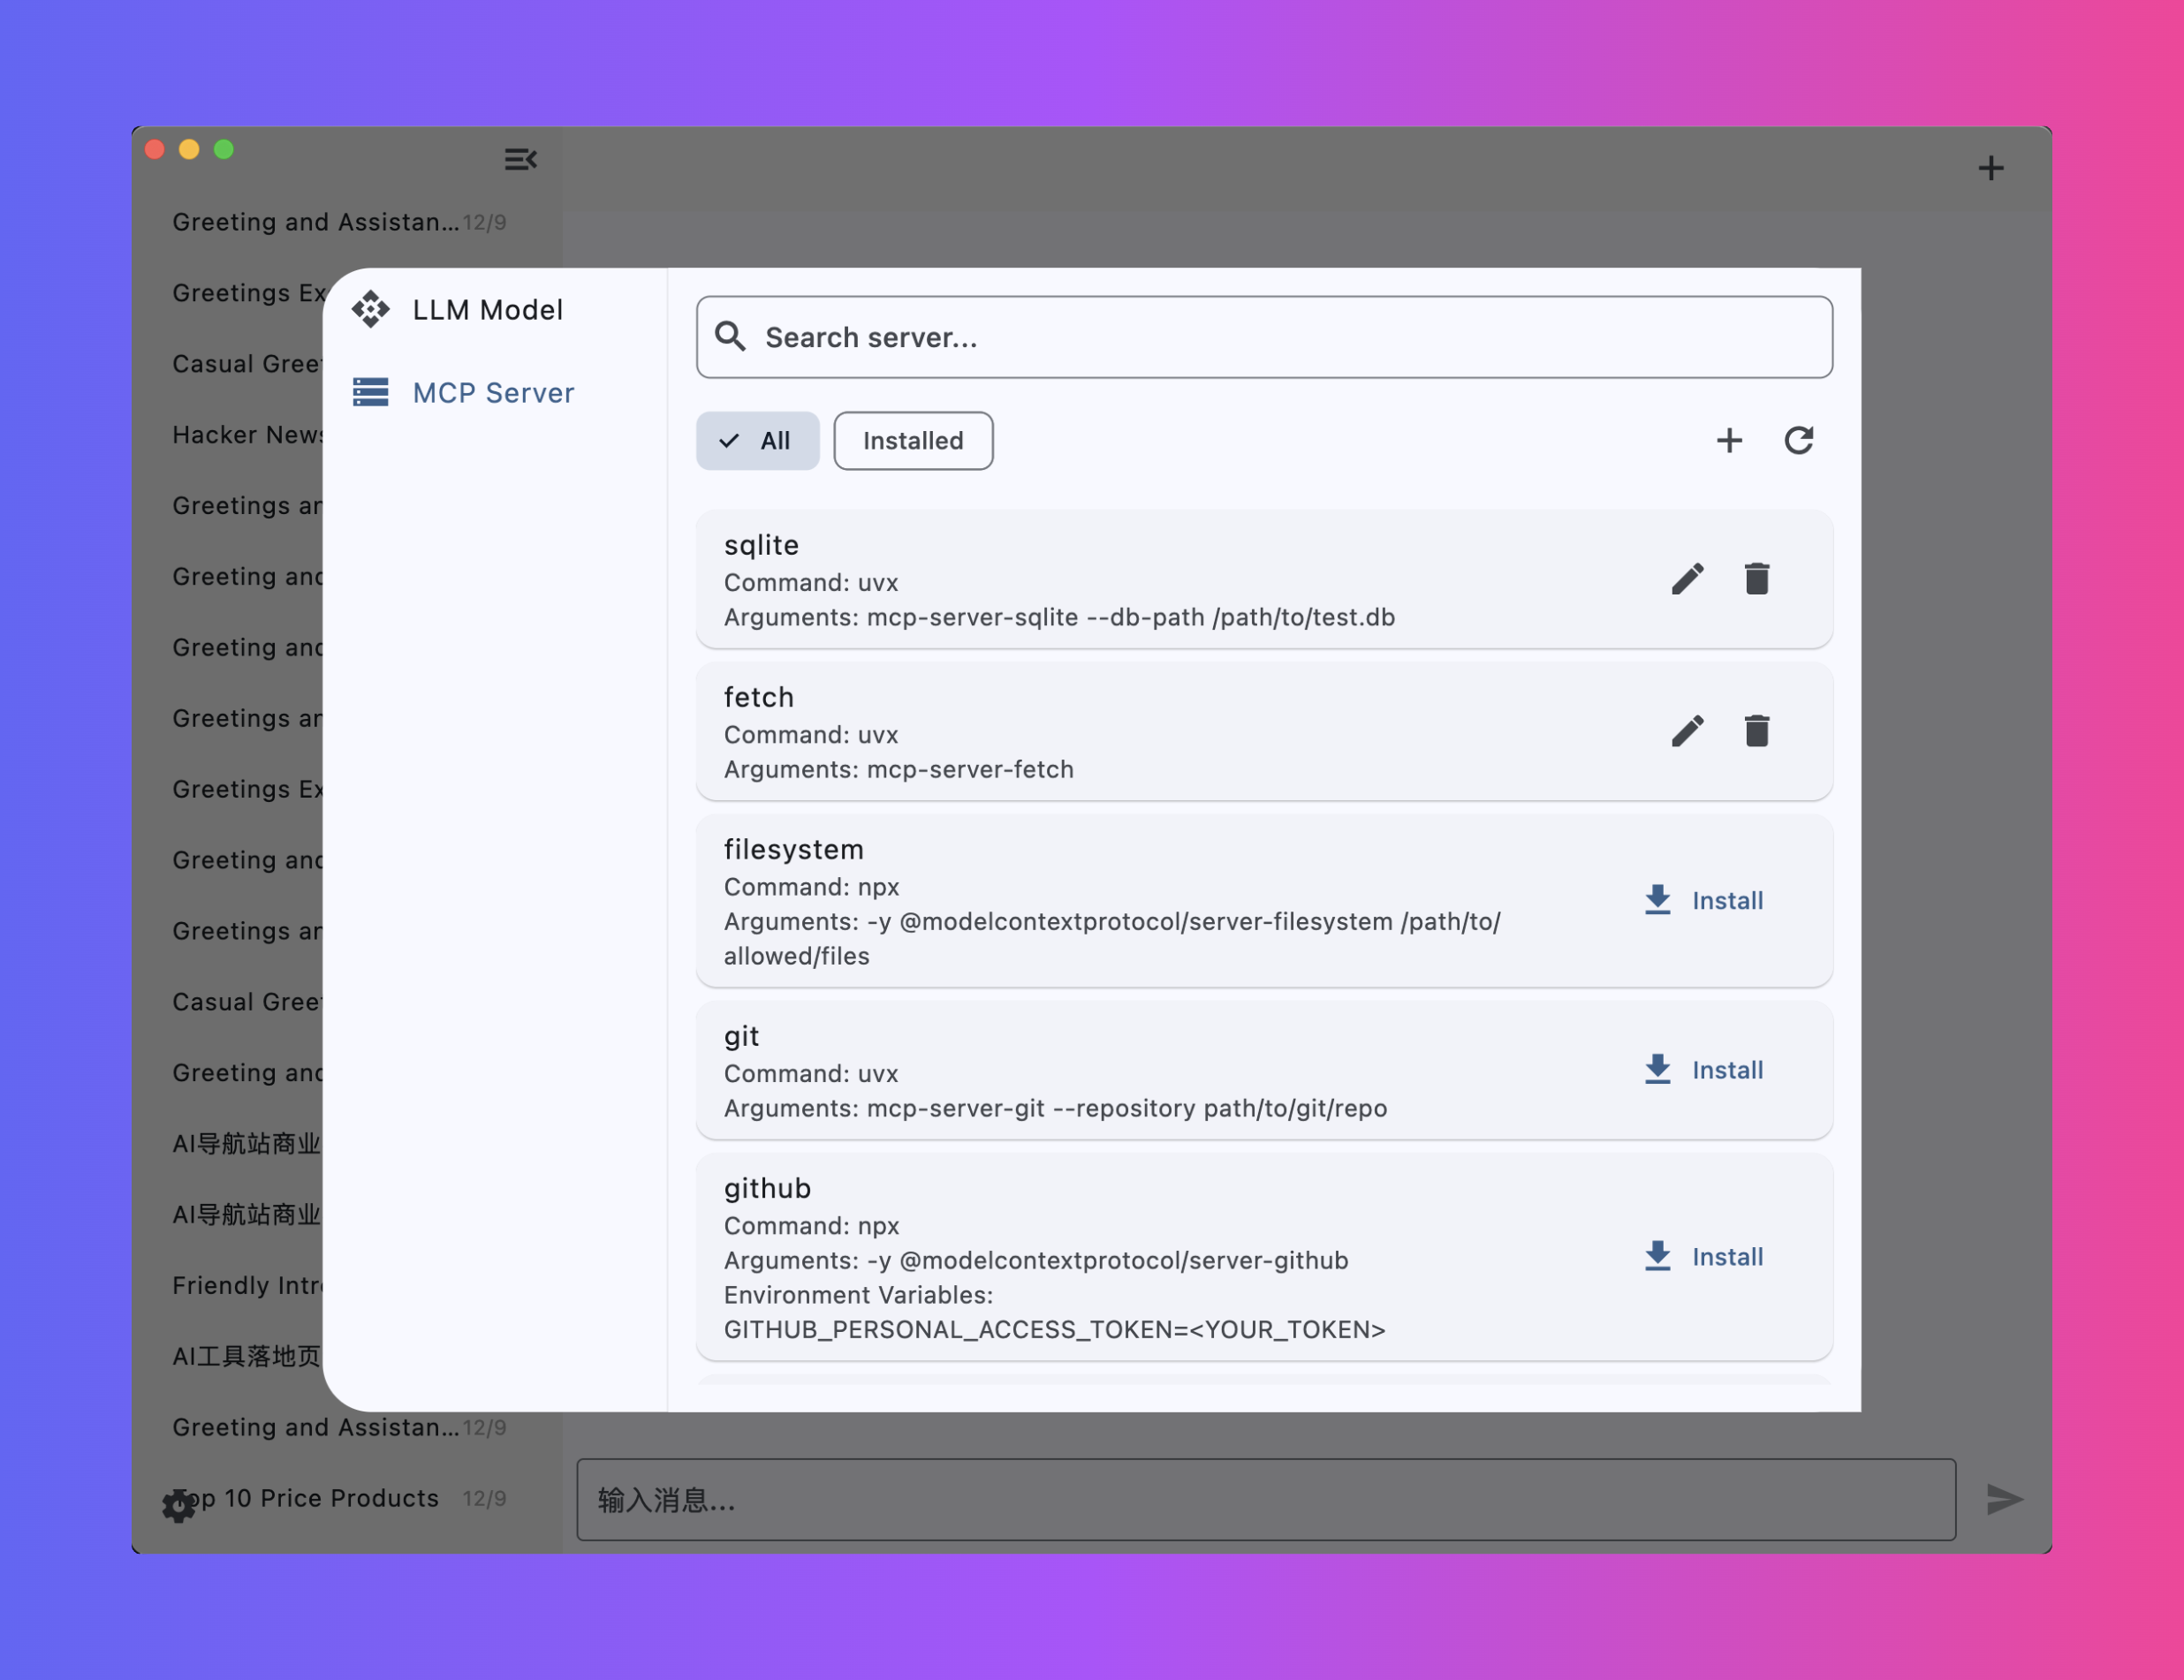 Greeting and Assistan... 12/9
Greetings Ex
Casual Gree
Hacker News
Greetings an
Greeting and
Greeting and
Greetings an
Greetings Ex
Greeting and
Greetings an
Casual Gree
Greeting and
AI导航站商业
AI导航站商业
Friendly Intr
AI工具落地页
Greeting and Assistan... 12/9
Top 10 Price Products 12/9
LLM Model
MCP Server
Search server...
All
Installed
sqlite
Command: uvx
Arguments: mcp-server-sqlite --db-path /path/to/test.db
fetch
Command: uvx
Arguments: mcp-server-fetch
filesystem
Command: npx
Arguments: -y @modelcontextprotocol/server-filesystem /path/to/
allowed/files
Install
git
Command: uvx
Arguments: mcp-server-git --repository path/to/git/repo
Install
github
Command: npx
Arguments: -y @modelcontextprotocol/server-github
Environment Variables:
GITHUB_PERSONAL_ACCESS_TOKEN=<YOUR_TOKEN>
Install
输入消息...